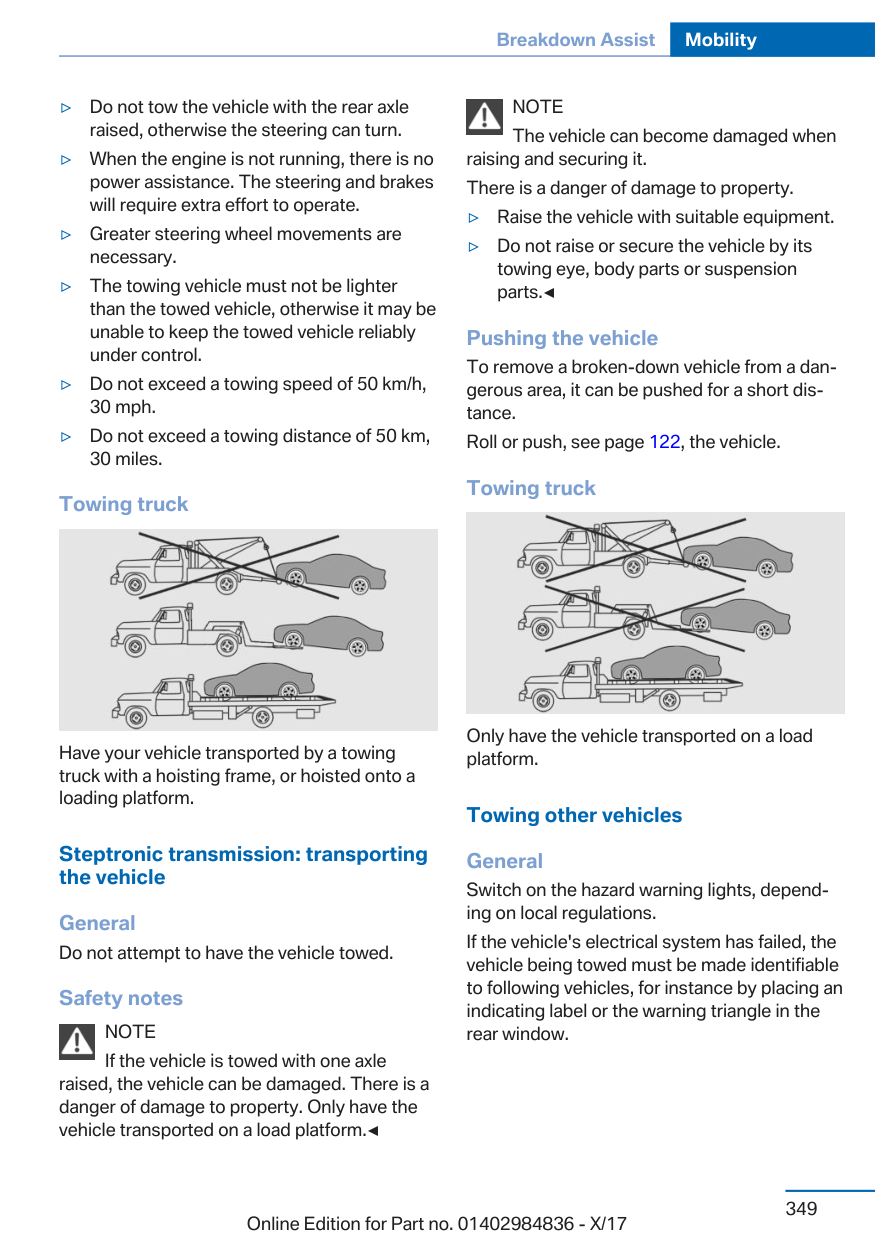 Breakdown Assist Mobility
▷ Do not tow the vehicle with the rear axle
raised, otherwise the steering can turn.
▷ When the engine is not running, there is no
power assistance. The steering and brakes
will require extra effort to operate.
▷ Greater steering wheel movements are
necessary.
▷ The towing vehicle must not be lighter
than the towed vehicle, otherwise it may be
unable to keep the towed vehicle reliably
under control.
▷ Do not exceed a towing speed of 50 km/h,
30 mph.
▷ Do not exceed a towing distance of 50 km,
30 miles.
Towing truck
Have your vehicle transported by a towing
truck with a hoisting frame, or hoisted onto a
loading platform.
Steptronic transmission: transporting
the vehicle
General
Do not attempt to have the vehicle towed.
Safety notes
NOTE
If the vehicle is towed with one axle
raised, the vehicle can be damaged. There is a
danger of damage to property. Only have the
vehicle transported on a load platform.◀
NOTE
The vehicle can become damaged when
raising and securing it.
There is a danger of damage to property.
▷ Raise the vehicle with suitable equipment.
▷ Do not raise or secure the vehicle by its
towing eye, body parts or suspension
parts.◀
Pushing the vehicle
To remove a broken-down vehicle from a dan-
gerous area, it can be pushed for a short dis-
tance.
Roll or push, see page 122, the vehicle.
Towing truck
Only have the vehicle transported on a load
platform.
Towing other vehicles
General
Switch on the hazard warning lights, depend-
ing on local regulations.
If the vehicle's electrical system has failed, the
vehicle being towed must be made identifiable
to following vehicles, for instance by placing an
indicating label or the warning triangle in the
rear window.
349
Online Edition for Part no. 01402984836 - X/17